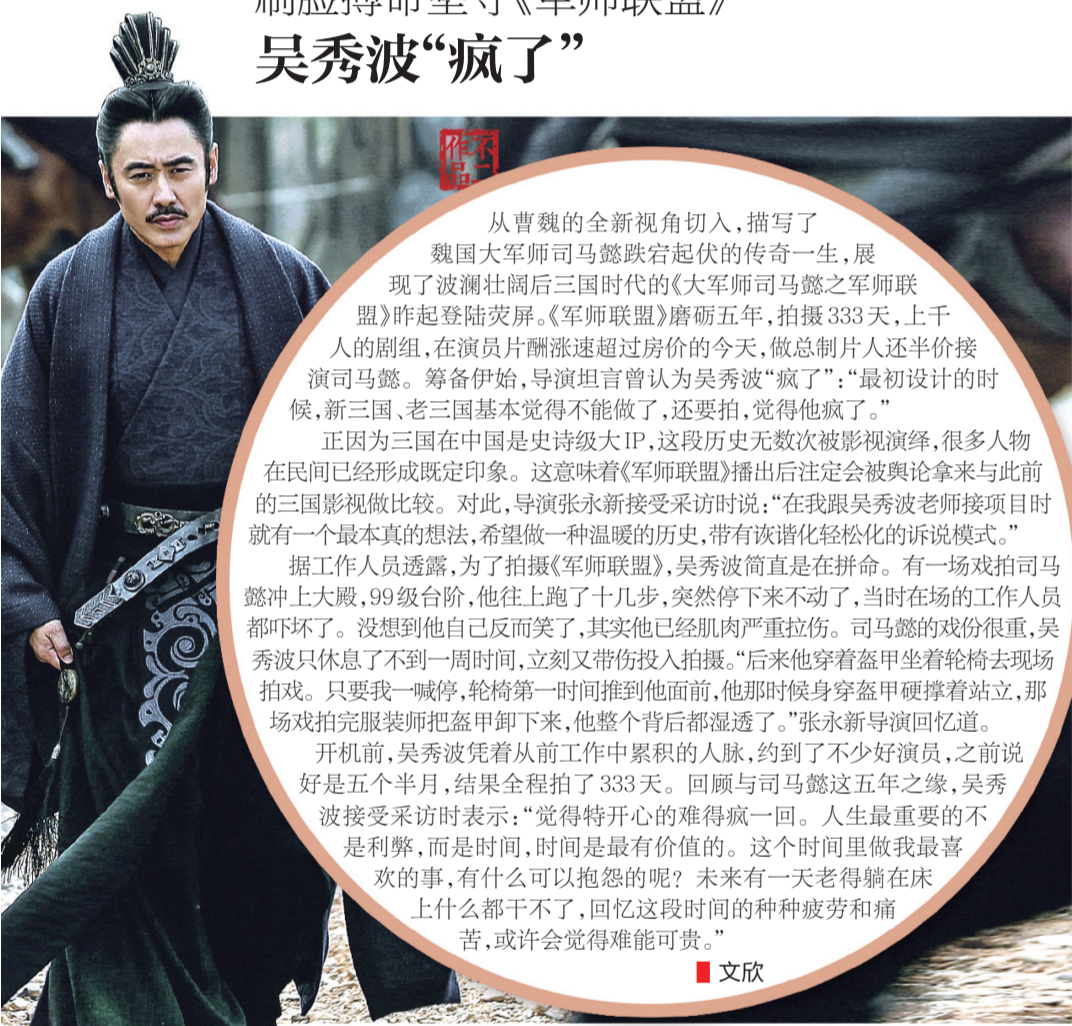 刷脸搏命坚守《军师联盟》
吴秀波“疯了”
不二
作品
从曹魏的全新视角切入，描写了
魏国大军师司马懿跌宕起伏的传奇一生，展
现了波澜壮阔后三国时代的《大军师司马懿之军师联
盟》昨起登陆荧屏。《军师联盟》磨砺五年，拍摄333天，上千
人的剧组，在演员片酬涨速超过房价的今天，做总制片人还半价接
演司马懿。筹备伊始，导演坦言曾认为吴秀波“疯了”：“最初设计的时
候，新三国、老三国基本觉得不能做了，还要拍，觉得他疯了。”
正因为三国在中国是史诗级大IP，这段历史无数次被影视演绎，很多人物
在民间已经形成既定印象。这意味着《军师联盟》播出后注定会被舆论拿来与此前
的三国影视做比较。对此，导演张永新接受采访时说：“在我跟吴秀波老师接项目时
就有一个最本真的想法，希望做一种温暖的历史，带有诙谐化轻松化的诉说模式。”
据工作人员透露，为了拍摄《军师联盟》，吴秀波简直是在拼命。有一场戏拍司马
懿冲上大殿，99级台阶，他往上跑了十几步，突然停下来不动了，当时在场的工作人员
都吓坏了。没想到他自己反而笑了，其实他已经肌肉严重拉伤。司马懿的戏份很重，吴
秀波只休息了不到一周时间，立刻又带伤投入拍摄。“后来他穿着盔甲坐着轮椅去现场
拍戏。只要我一喊停，轮椅第一时间推到他面前，他那时候身穿盔甲硬撑着站立，那
场戏拍完服装师把盔甲卸下来，他整个背后都湿透了。”张永新导演回忆道。
开机前，吴秀波凭着从前工作中累积的人脉，约到了不少好演员，之前说
好是五个半月，结果全程拍了333天。回顾与司马懿这五年之缘，吴秀
波接受采访时表示：“觉得特开心的难得疯一回。人生最重要的不
是利弊，而是时间，时间是最有价值的。这个时间里做我最喜
欢的事，有什么可以抱怨的呢？未来有一天老得躺在床
上什么都干不了，回忆这段时间的种种疲劳和痛
苦，或许会觉得难能可贵。”
文欣